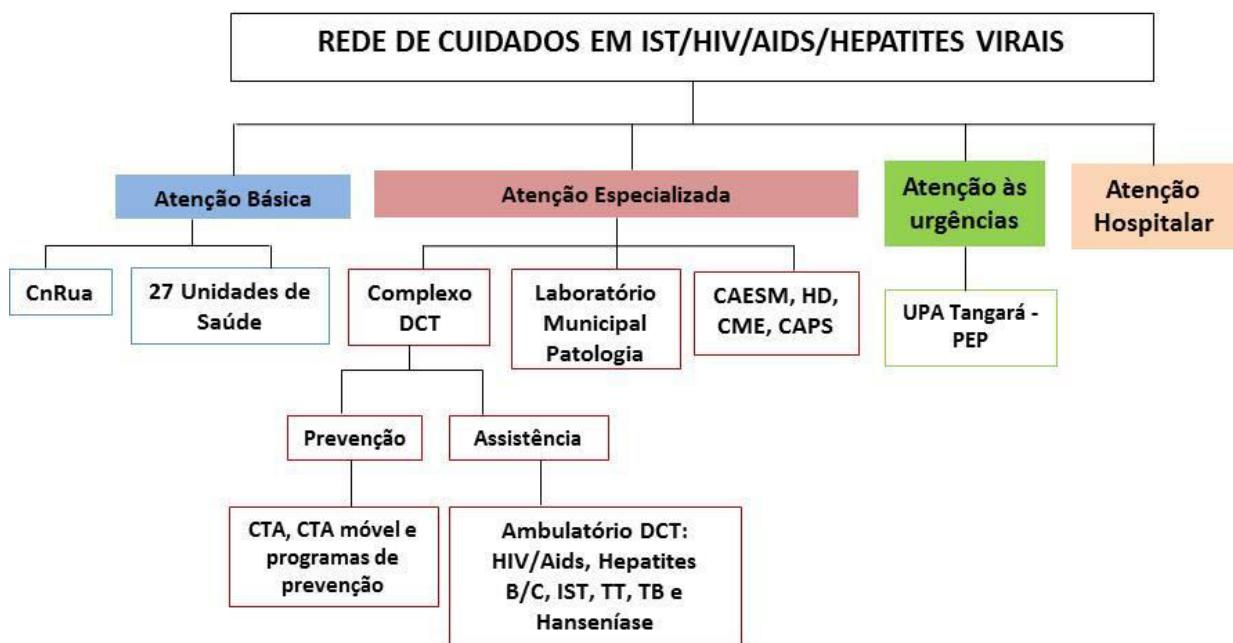 REDE DE CUIDADOS EM IST/HIV/AIDS/HEPATITES VIRAIS
Atenção Básica
Atenção Especializada
Atenção às
urgências
Atenção
Hospitalar
CnRua
27 Unidades de
Saúde
Complexo
DCT
Laboratório
Municipal
Patologia
CAESM, HD,
CME, CAPS
UPA Tangará -
PEP
Prevenção
Assistência
CTA, CTA móvel e
programas de
prevenção
Ambulatório DCT:
HIV/Aids, Hepatites
B/C, IST, TT, TB e
Hanseníase